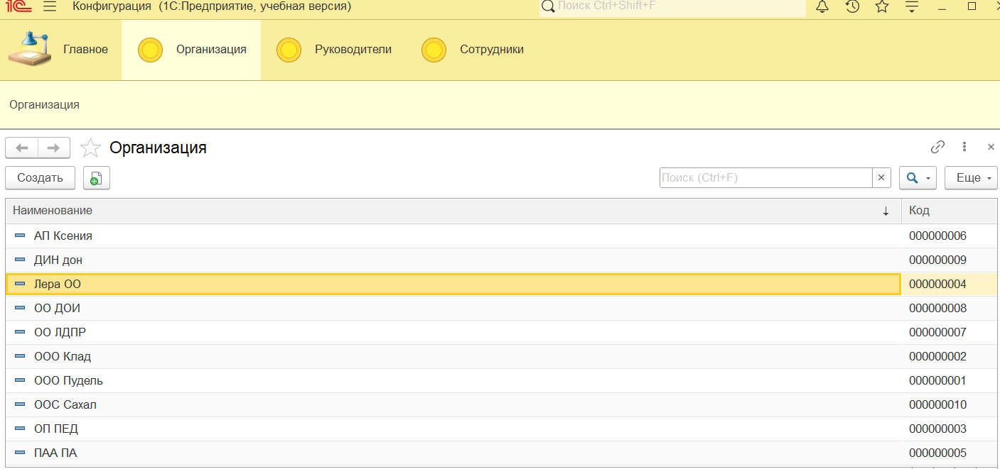 1С Конфигурация (1С:Предприятие, учебная версия) Поиск Ctrl+Shift+F
Главное Организация Руководители Сотрудники
Организация
Организация
Создать Поиск (Ctrl+F) × Еще
Наименование ↓ Код
АП Ксения 000000006
ДИН дон 000000009
Лера ОО 000000004
ОО ДОИ 000000008
ОО ЛДПР 000000007
ООО Клад 000000002
ООО Пудель 000000001
ООС Сахал 000000010
ОП ПЕД 000000003
ПАА ПА 000000005